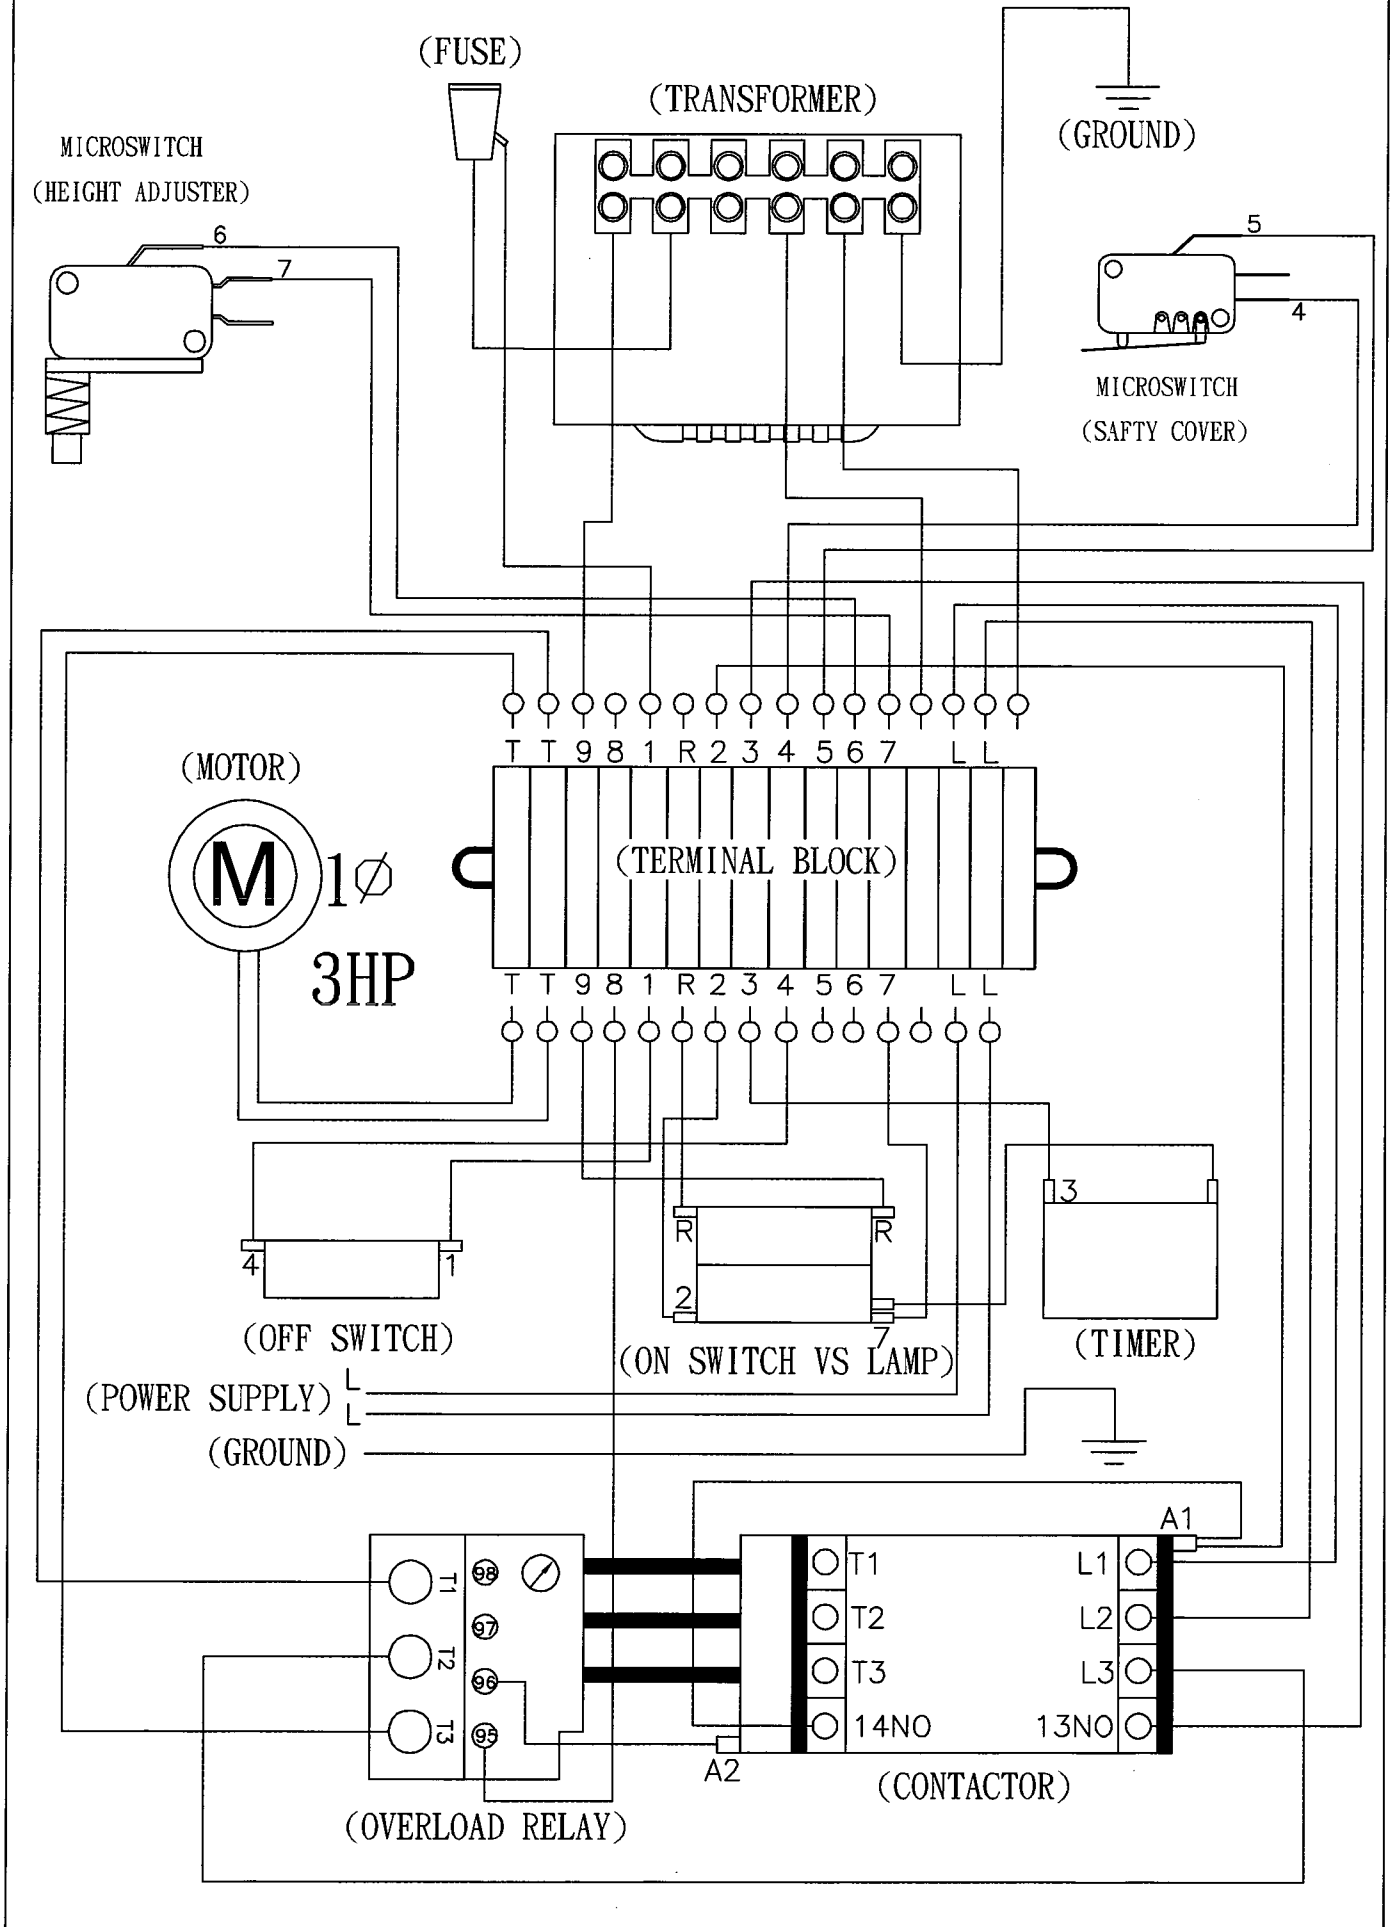 (FUSE)
(TRANSFORMER)
(GROUND)
MICROSWITCH
(HEIGHT ADJUSTER)
6
7
5
4
MICROSWITCH
(SAFTY COVER)
T T 9 8 1 R 2 3 4 5 6 7 L L
(MOTOR)
M 1∅
3HP
(TERMINAL BLOCK)
T T 9 8 1 R 2 3 4 5 6 7 L L
3
R R
4 1
2
7
(OFF SWITCH)
(ON SWITCH VS LAMP)
(TIMER)
(POWER SUPPLY) L
L
(GROUND)
A1
T1 98 T1 L1
97 T2 L2
T2 96 T3 L3
T3 95 14NO 13NO
A2
(CONTACTOR)
(OVERLOAD RELAY)